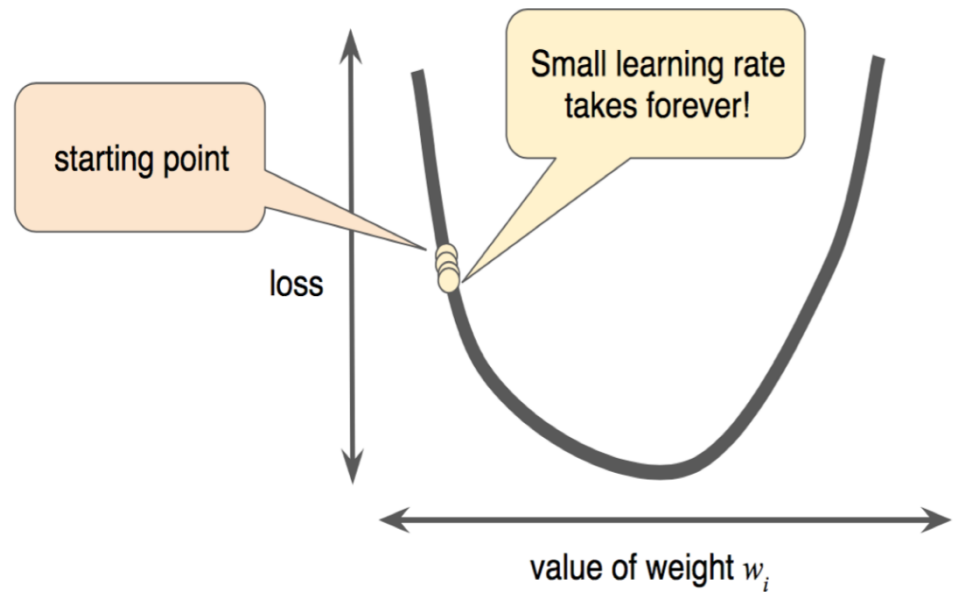 Small learning rate
takes forever!
starting point
loss
value of weight wᵢ